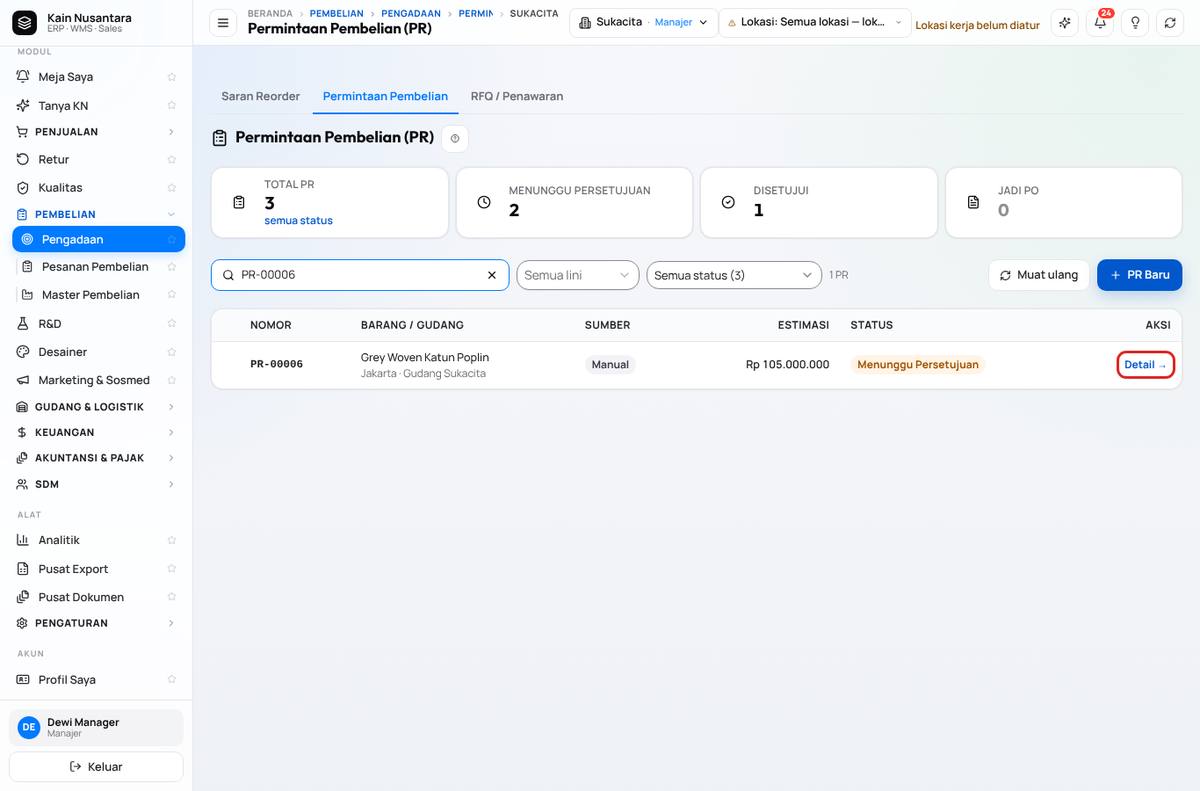 Kain Nusantara
ERP · WMS · Sales
MODUL
Meja Saya
Tanya KN
PENJUALAN
Retur
Kualitas
PEMBELIAN
Pengadaan
Pesanan Pembelian
Master Pembelian
R&D
Desainer
Marketing & Sosmed
GUDANG & LOGISTIK
KEUANGAN
AKUNTANSI & PAJAK
SDM
ALAT
Analitik
Pusat Export
Pusat Dokumen
PENGATURAN
AKUN
Profil Saya
DE
Dewi Manager
Manajer
Keluar
BERANDA › PEMBELIAN › PENGADAAN › PERMIN › SUKACITA
Permintaan Pembelian (PR)
Sukacita · Manajer
Lokasi: Semua lokasi — lok...
Lokasi kerja belum diatur
24
Saran Reorder
Permintaan Pembelian
RFQ / Penawaran
Permintaan Pembelian (PR)
TOTAL PR
3
semua status
MENUNGGU PERSETUJUAN
2
DISETUJUI
1
JADI PO
0
PR-00006
Semua lini
Semua status (3)
1 PR
Muat ulang
+ PR Baru
NOMOR BARANG / GUDANG SUMBER ESTIMASI STATUS AKSI
PR-00006 Grey Woven Katun Poplin Manual Rp 105.000.000 Menunggu Persetujuan Detail →
Jakarta · Gudang Sukacita